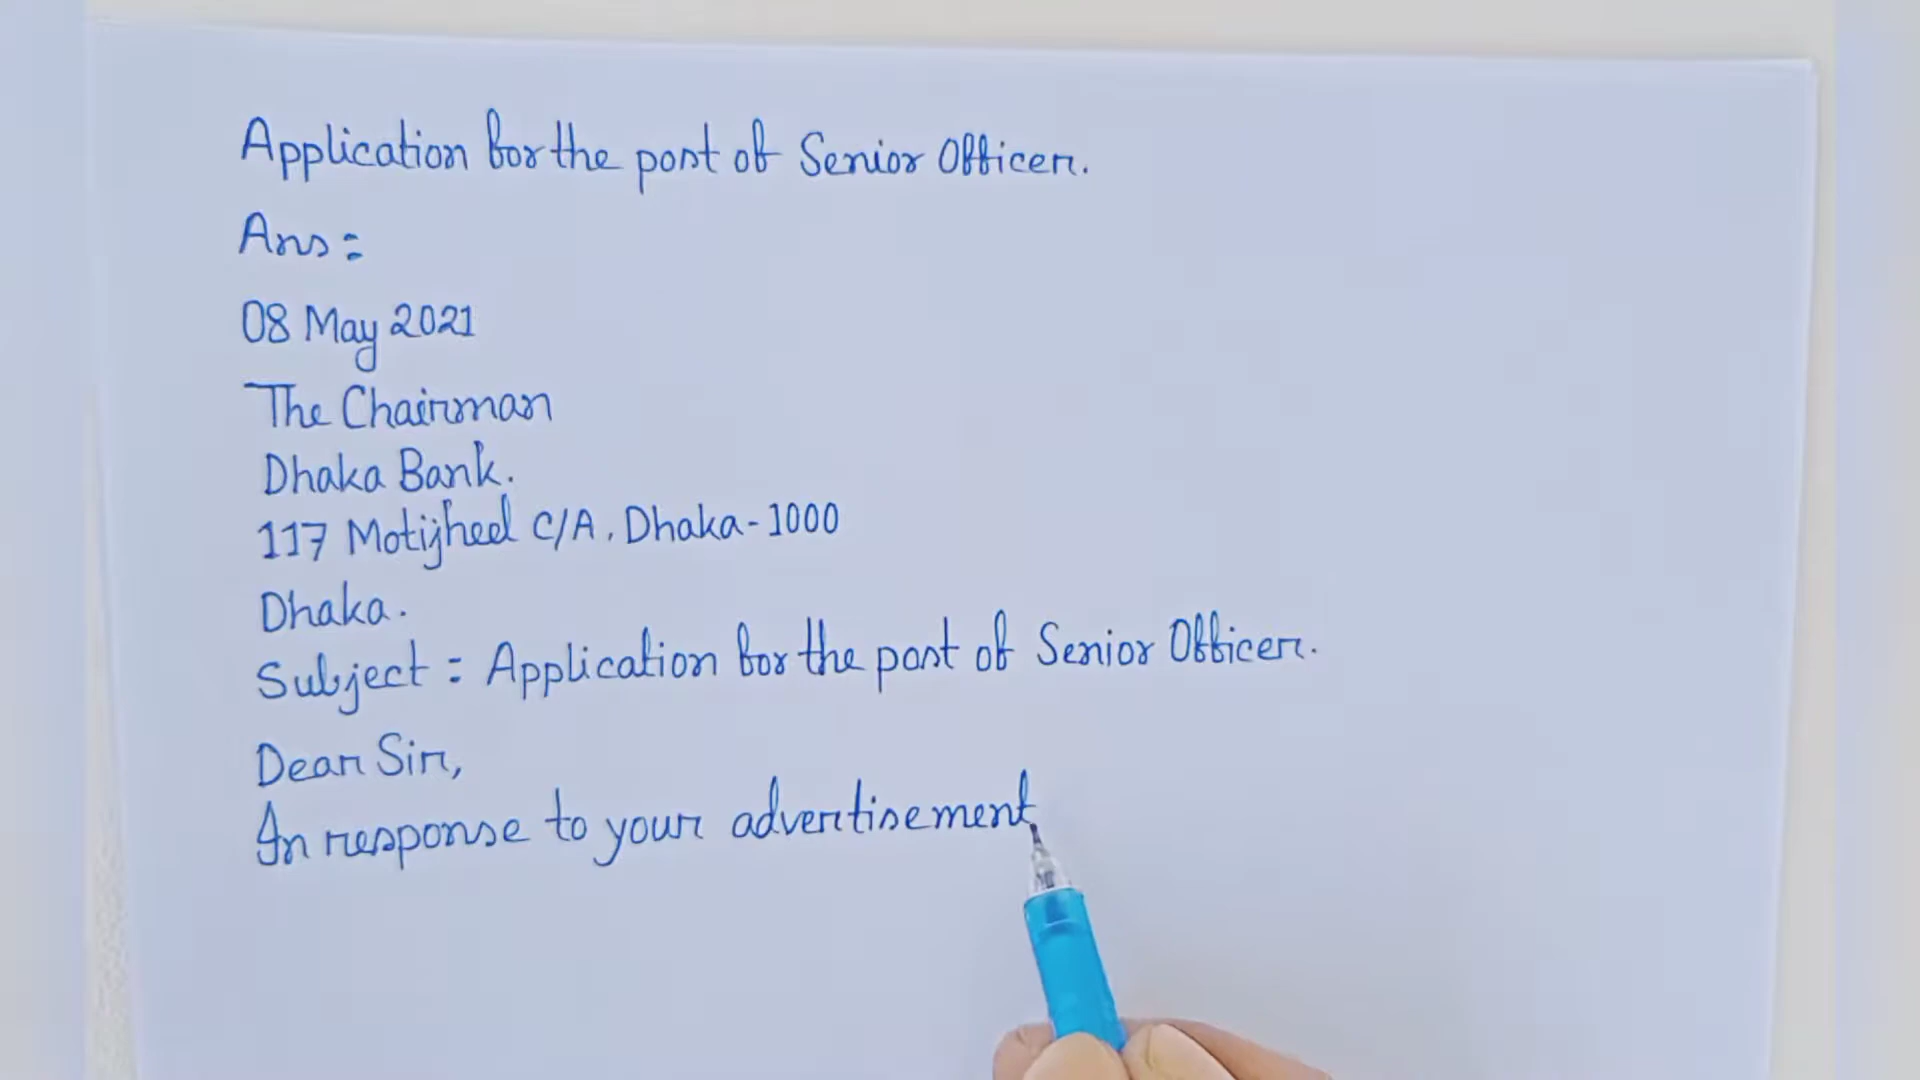 Application for the post of Senior Officer.
Ans =
08 May 2021
The Chairman
Dhaka Bank.
117 Motijheel C/A, Dhaka-1000
Dhaka.
Subject = Application for the post of Senior Officer.
Dear Sir,
In response to your advertisement